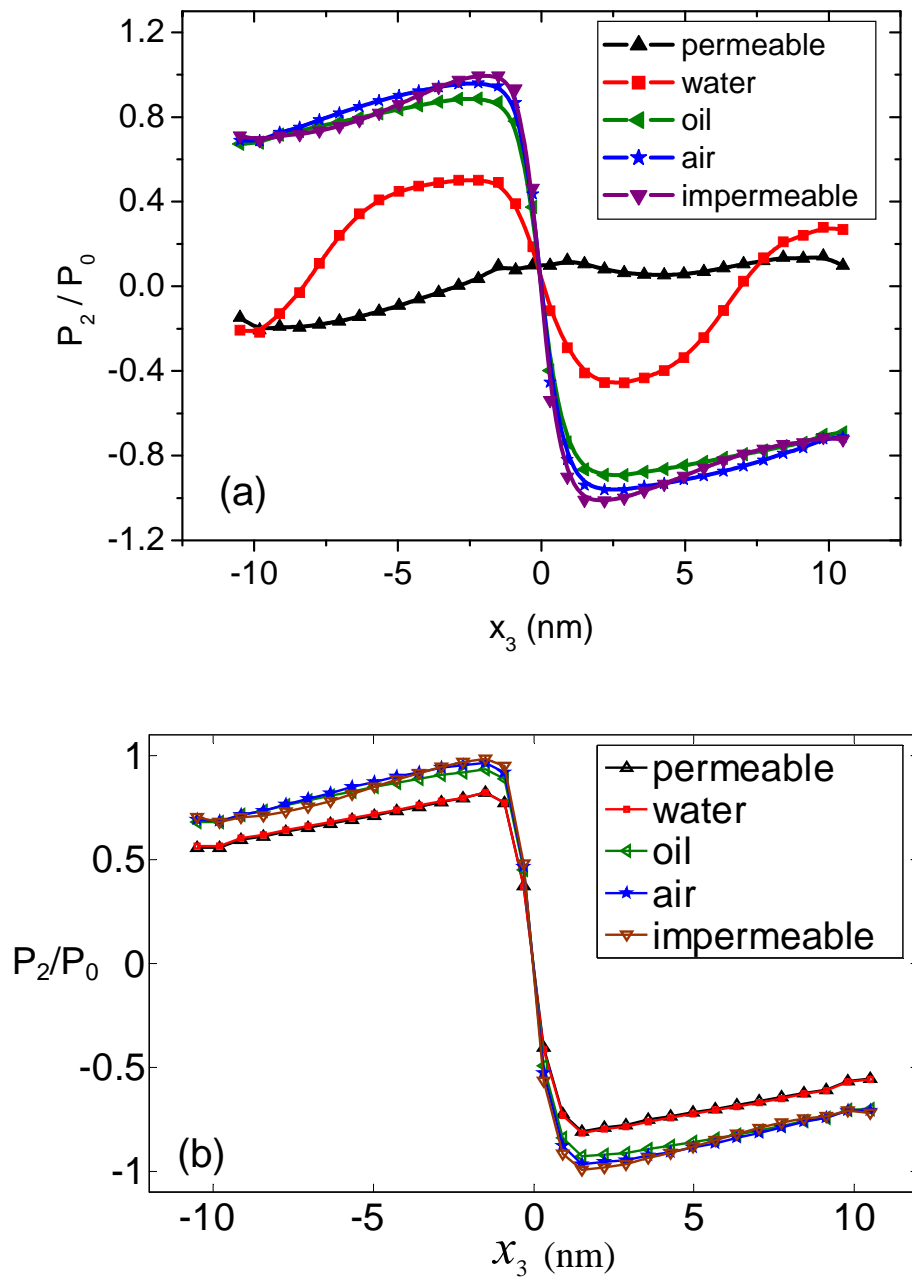 1.2
0.8
0.4
0.0
-0.4
-0.8
-1.2
P2 / P0
permeable
water
oil
air
impermeable
(a)
-10 -5 0 5 10
x3 (nm)
1
0.5
0
-0.5
-1
P2/P0
permeable
water
oil
air
impermeable
(b)
-10 -5 0 5 10
x3 (nm)